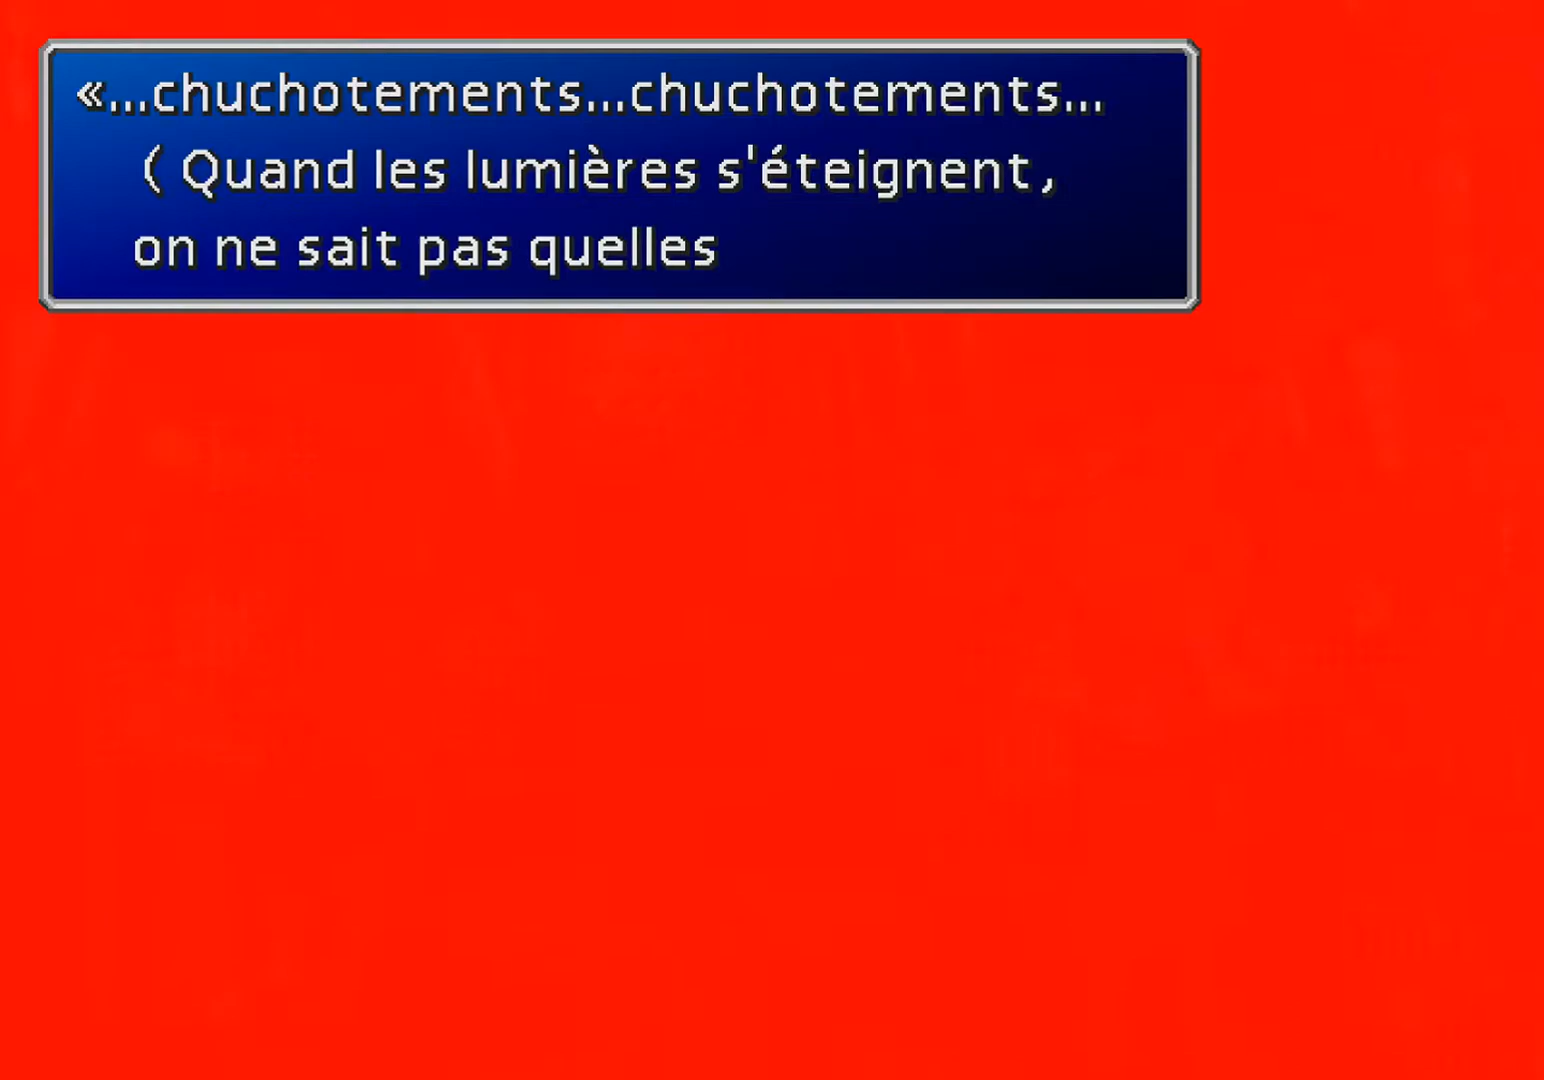 «...chuchotements...chuchotements...
( Quand les lumières s'éteignent,
on ne sait pas quelles